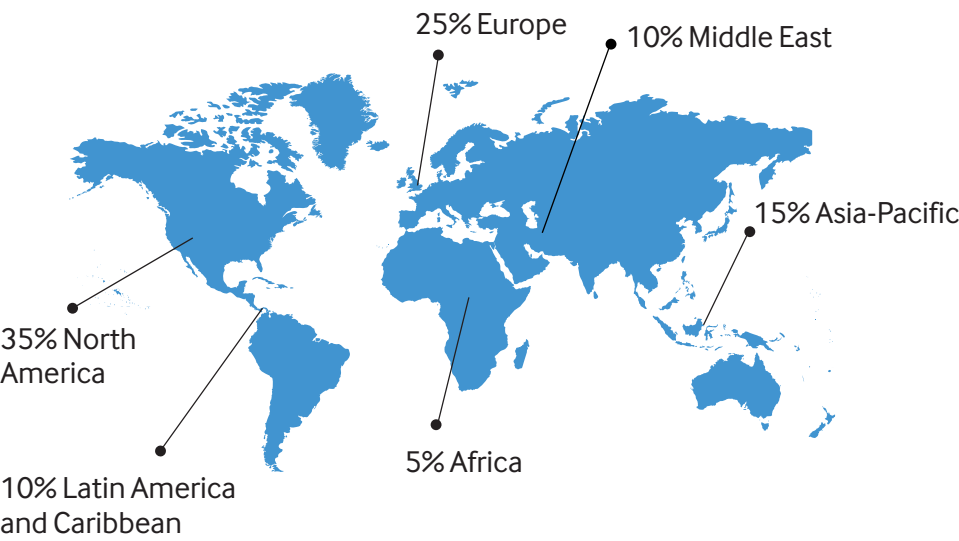 25% Europe
10% Middle East
15% Asia-Pacific
35% North
America
5% Africa
10% Latin America
and Caribbean